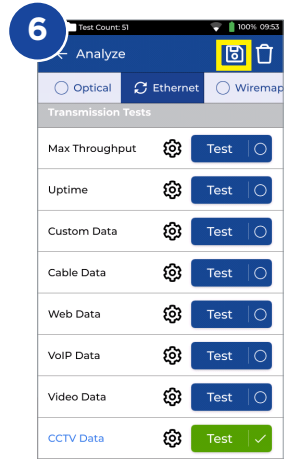 6
Test Count: 51
100% 09:53
Analyze
Optical
Ethernet
Wiremap
Transmission Tests
Max Throughput Test
Uptime Test
Custom Data Test
Cable Data Test
Web Data Test
VoIP Data Test
Video Data Test
CCTV Data Test